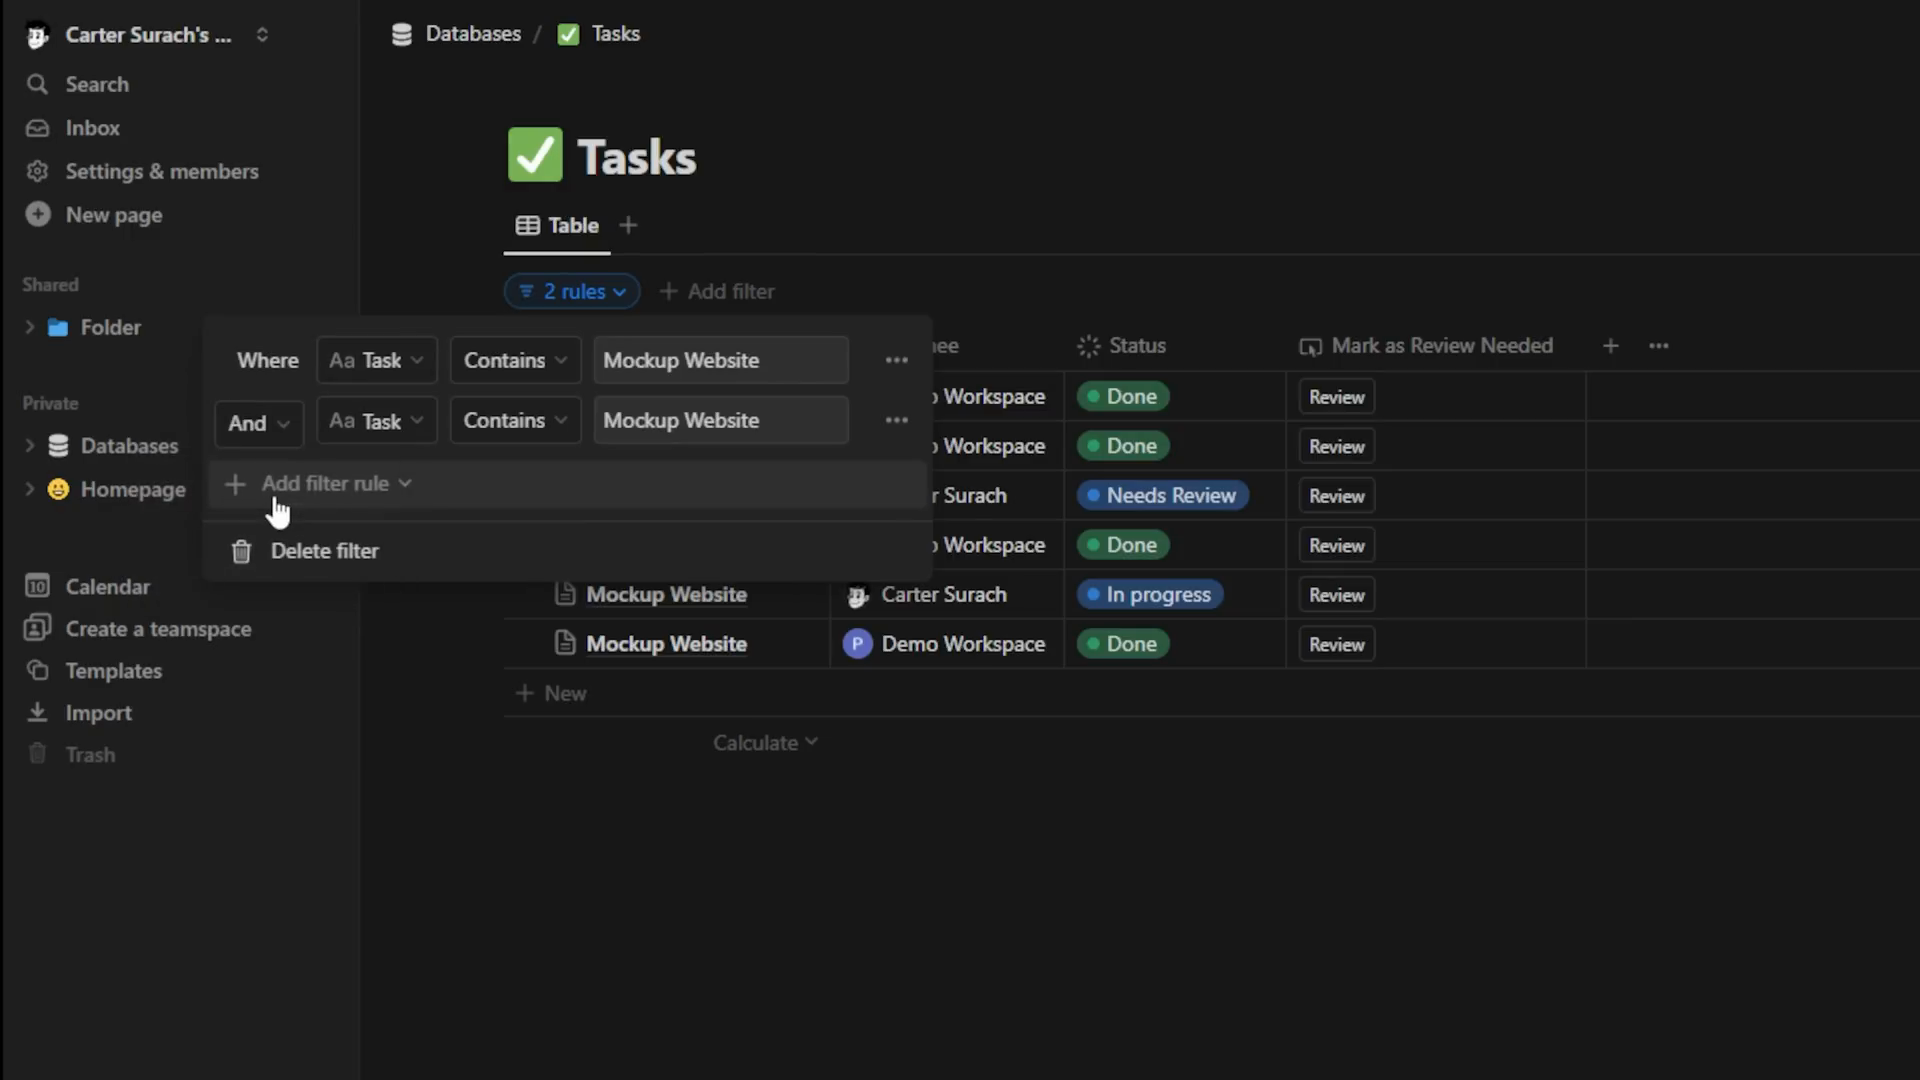 Carter Surach's ...
Search
Inbox
Settings & members
New page
Shared
Folder
Private
Databases
Homepage
10 Calendar
Create a teamspace
Templates
Import
Trash
Databases / Tasks
Tasks
Table +
2 rules + Add filter
Where Aa Task Contains Mockup Website •••
And Aa Task Contains Mockup Website •••
+ Add filter rule
Delete filter
Status Mark as Review Needed + •••
Workspace Done Review
Workspace Done Review
Surach Needs Review Review
Workspace Done Review
Mockup Website Carter Surach In progress Review
Mockup Website P Demo Workspace Done Review
+ New
Calculate